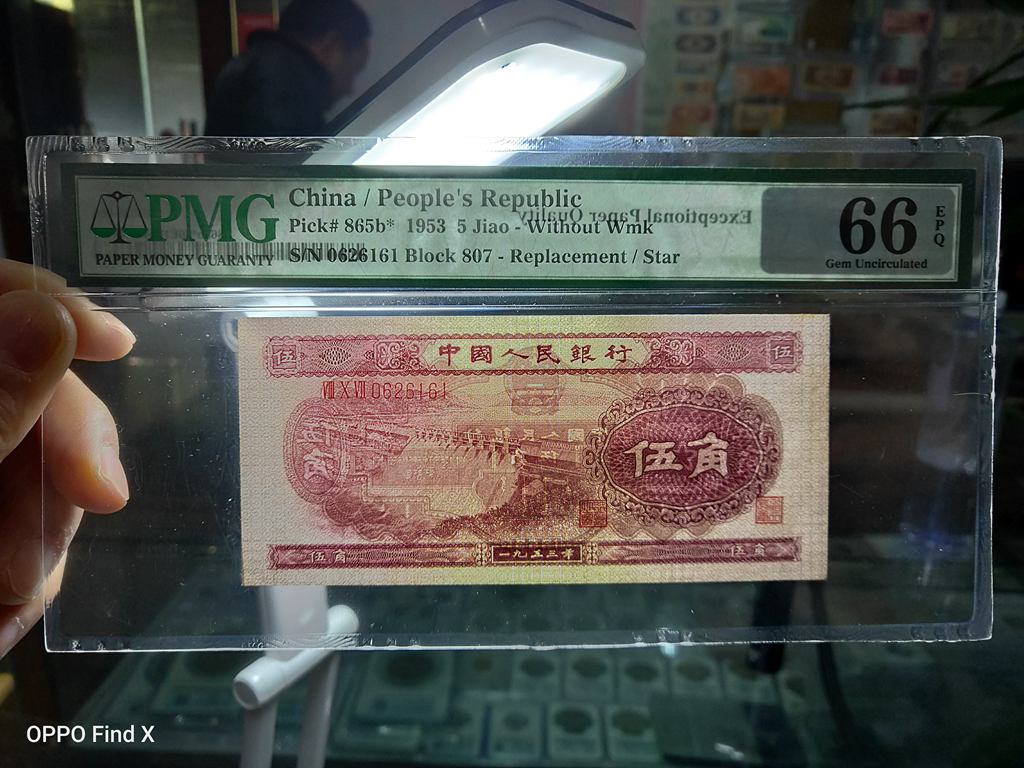 PMG
PAPER MONEY GUARANTY
China / People's Republic
Pick# 865b* 1953 5 Jiao - Without Wmk
S/N 0626161 Block 807 - Replacement / Star
Exceptional Paper Quality
66
EPQ
Gem Uncirculated
伍 中國人民銀行 伍
ⅧⅩⅦ 0626161
伍角
伍角 一九五三年 伍角
OPPO Find X